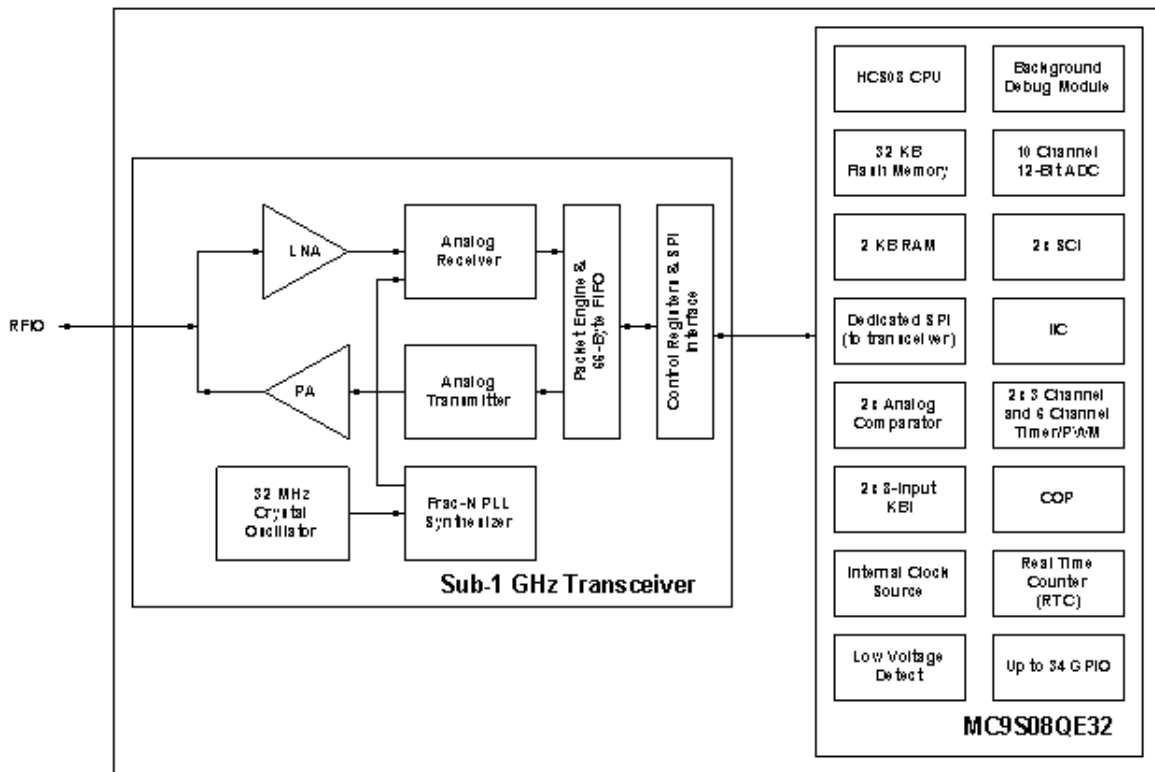 RFIO
LNA
Analog
Receiver
PA
Analog
Transmitter
Packet Engine &
66-Byte FIFO
Control Registers & SPI
Interface
32 MHz
Crystal
Oscillator
Frac-N PLL
Synthesizer
Sub-1 GHz Transceiver
HCS08 CPU
Background
Debug Module
32 KB
Flash Memory
10 Channel
12-Bit ADC
2 KB RAM
2x SCI
Dedicated SPI
(to transceiver)
IIC
2x Analog
Comparator
2x 3 Channel
and 6 Channel
Timer/PWM
2x 8-Input
KBI
COP
Internal Clock
Source
Real Time
Counter
(RTC)
Low Voltage
Detect
Up to 34 GPIO
MC9S08QE32